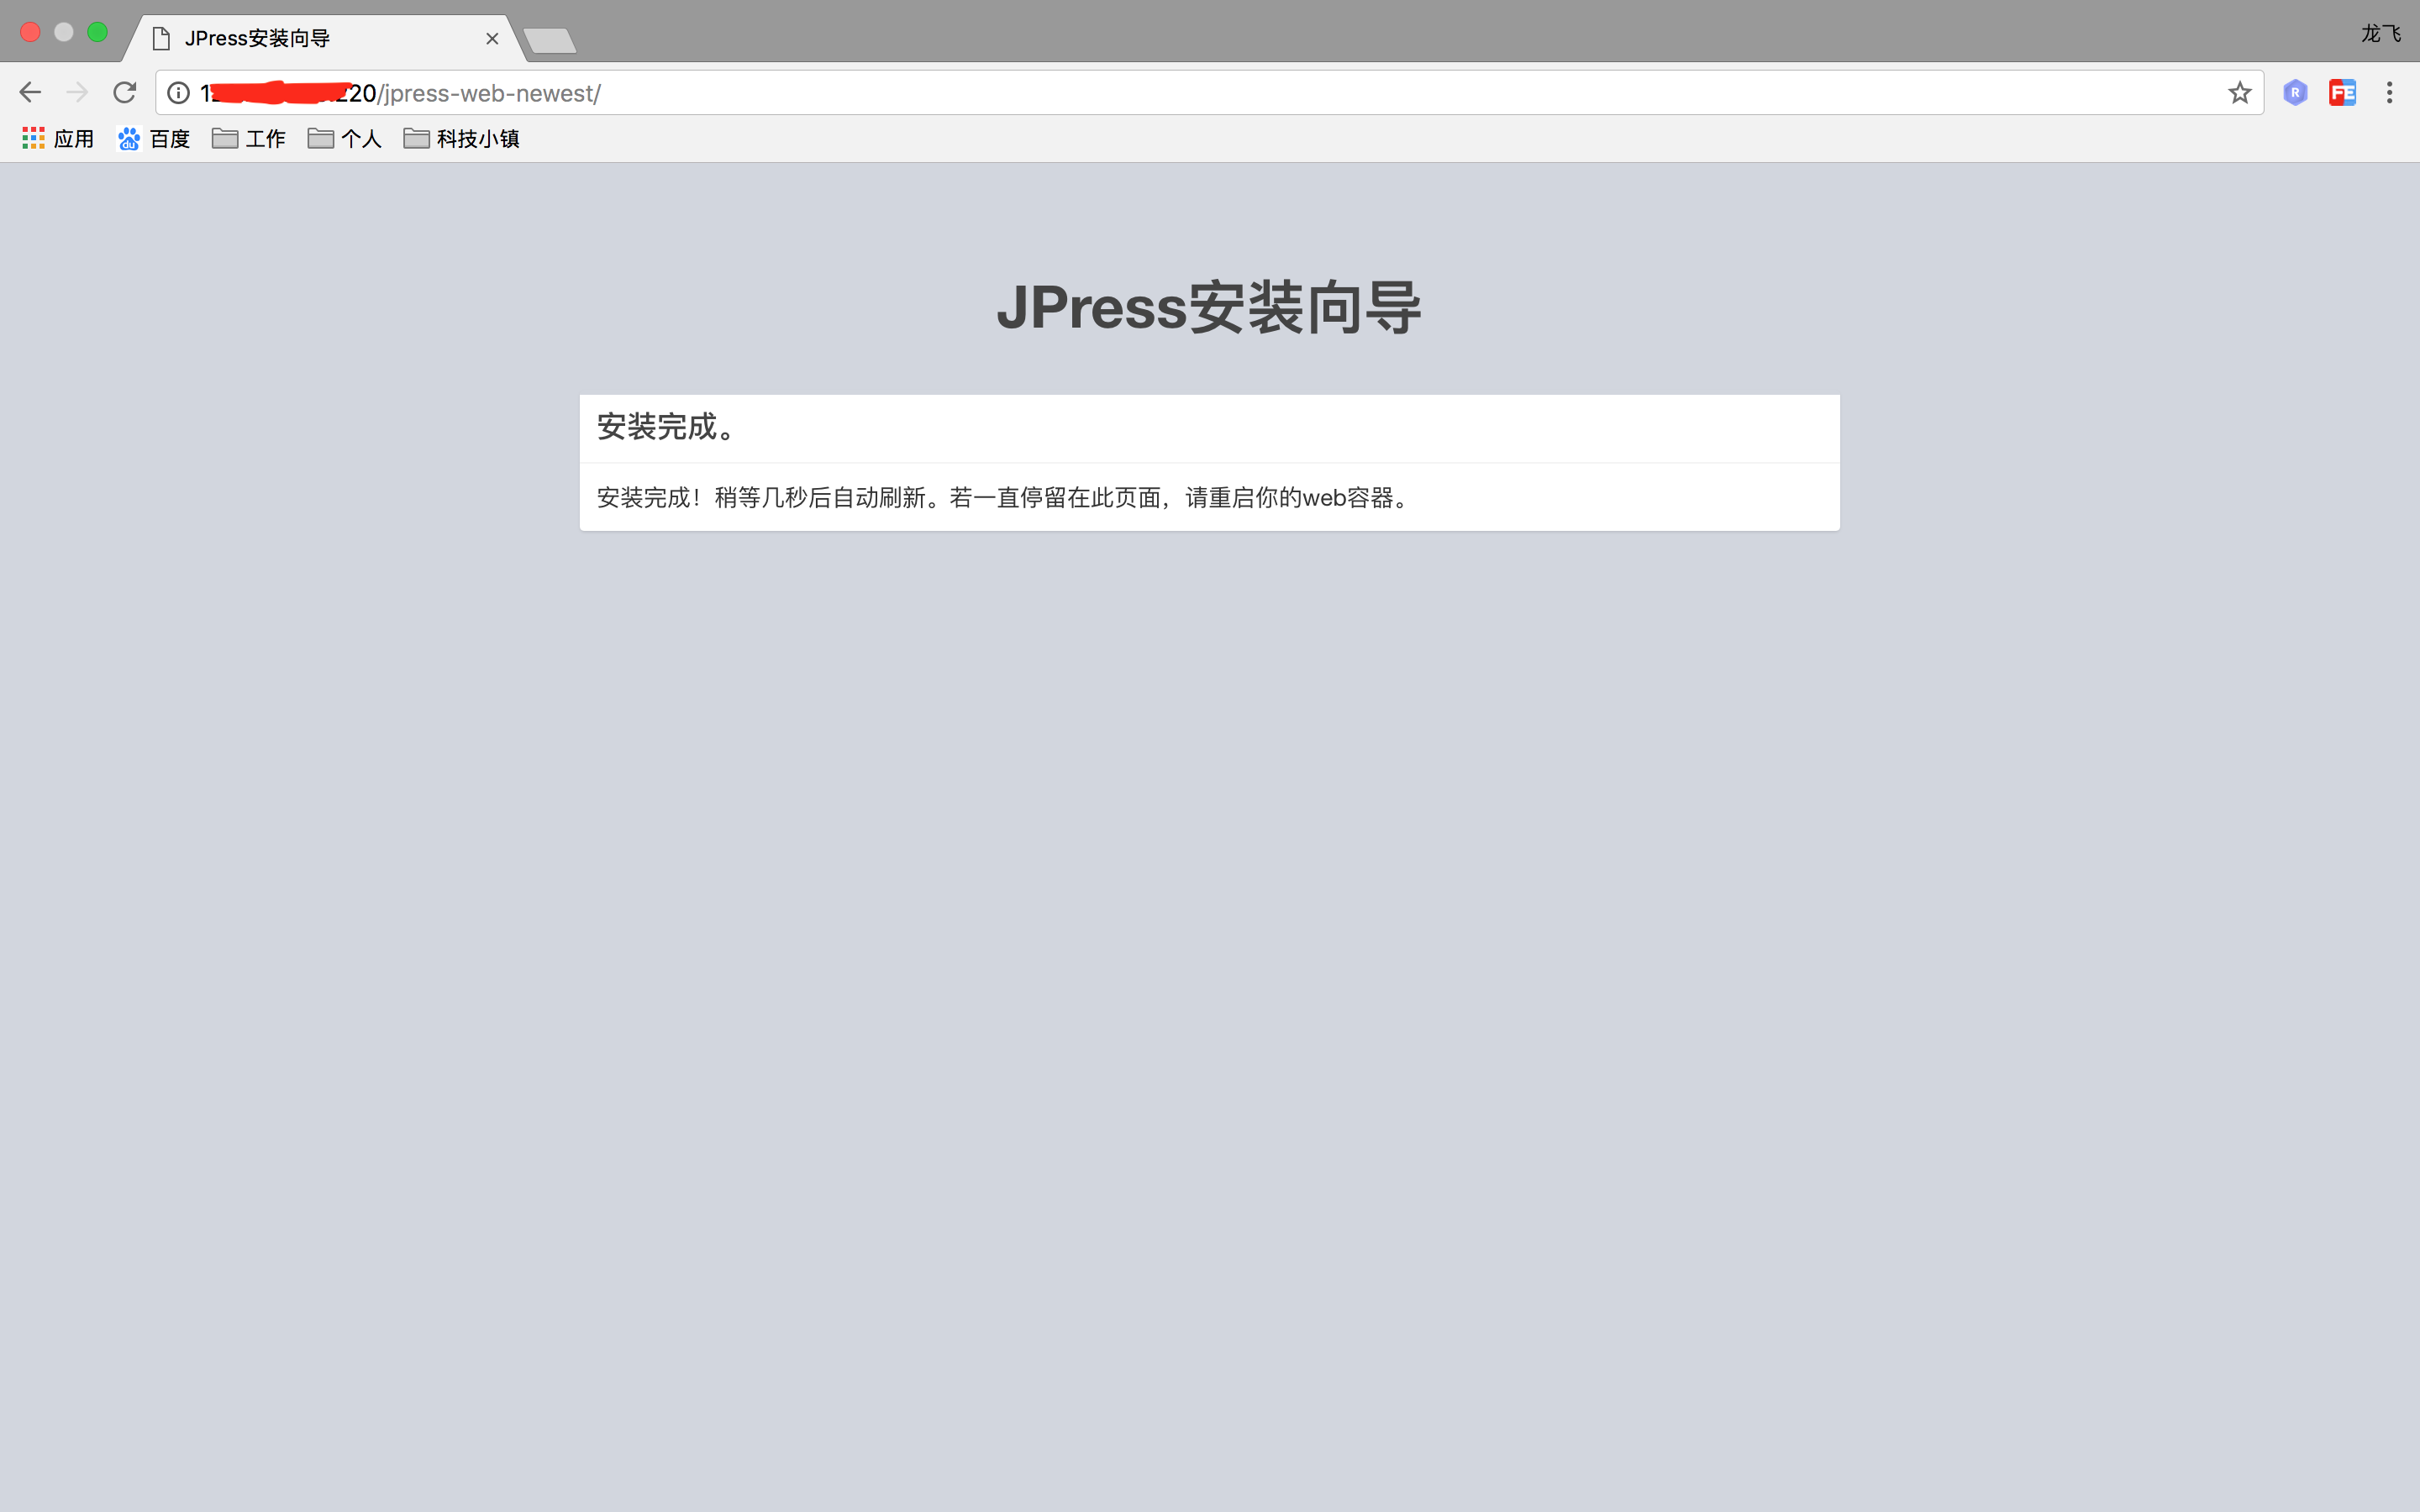 JPress安装向导
龙飞
20/jpress-web-newest/
应用 百度 工作 个人 科技小镇
JPress安装向导
安装完成。
安装完成！稍等几秒后自动刷新。若一直停留在此页面，请重启你的web容器。